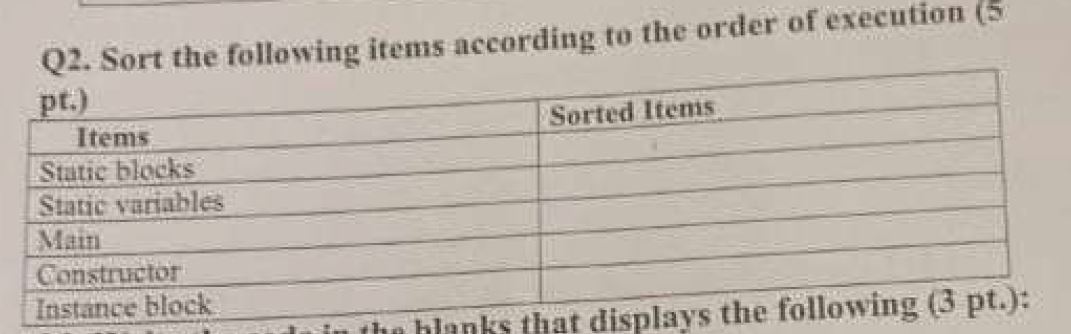 Q2. Sort the following items according to the order of execution (5
pt.)
Items
Sorted Items
Static blocks
Static variables
Main
Constructor
Instance block
in the blanks that displays the following (3 pt.):